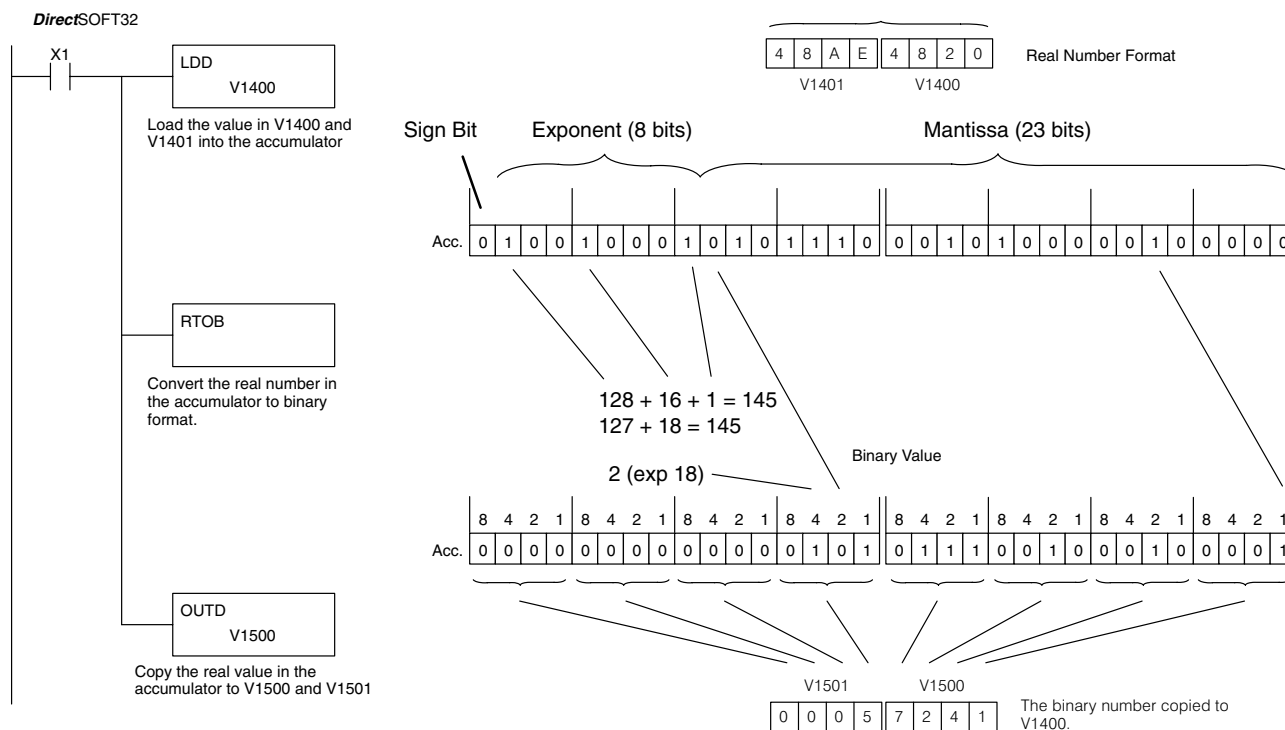 DirectSOFT32
X1
LDD
V1400
Load the value in V1400 and
V1401 into the accumulator
RTOB
Convert the real number in
the accumulator to binary
format.
OUTD
V1500
Copy the real value in the
accumulator to V1500 and V1501
4 8 A E 4 8 2 0 Real Number Format
V1401 V1400
Sign Bit Exponent (8 bits) Mantissa (23 bits)
Acc. 0 1 0 0 1 0 0 0 1 0 1 0 1 1 1 0 0 0 1 0 1 0 0 0 0 0 1 0 0 0 0 0
128 + 16 + 1 = 145
127 + 18 = 145
2 (exp 18)
Binary Value
8 4 2 1 8 4 2 1 8 4 2 1 8 4 2 1 8 4 2 1 8 4 2 1 8 4 2 1 8 4 2 1
Acc. 0 0 0 0 0 0 0 0 0 0 0 0 0 1 0 1 0 1 1 1 0 0 1 0 0 0 1 0 0 0 0 1
V1501 V1500
0 0 0 5 7 2 4 1 The binary number copied to
V1400.